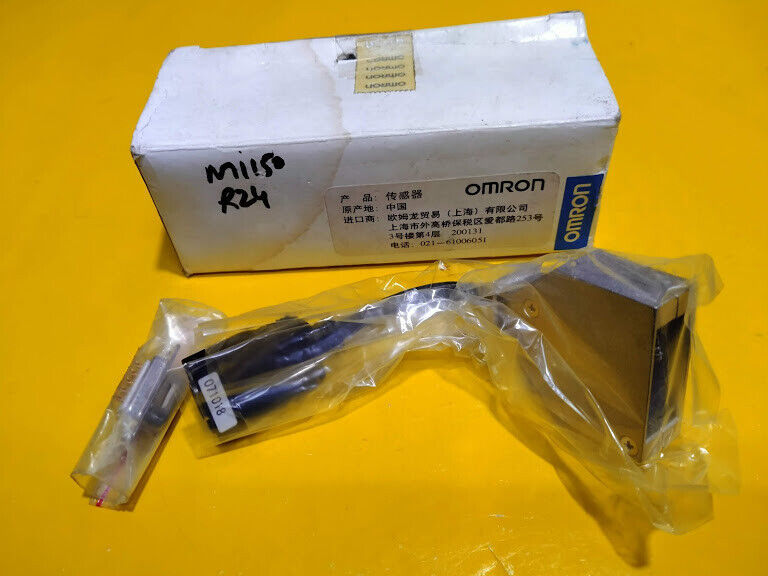 omron
omron
omron
omron
M1150
R24
OMRON
产 品: 传感器
原产地: 中国
进口商: 欧姆龙贸易 (上海) 有限公司
上海市外高桥保税区爱都路253号
3号楼第4层 200131
电话: 021-61006051
OMRON
071018